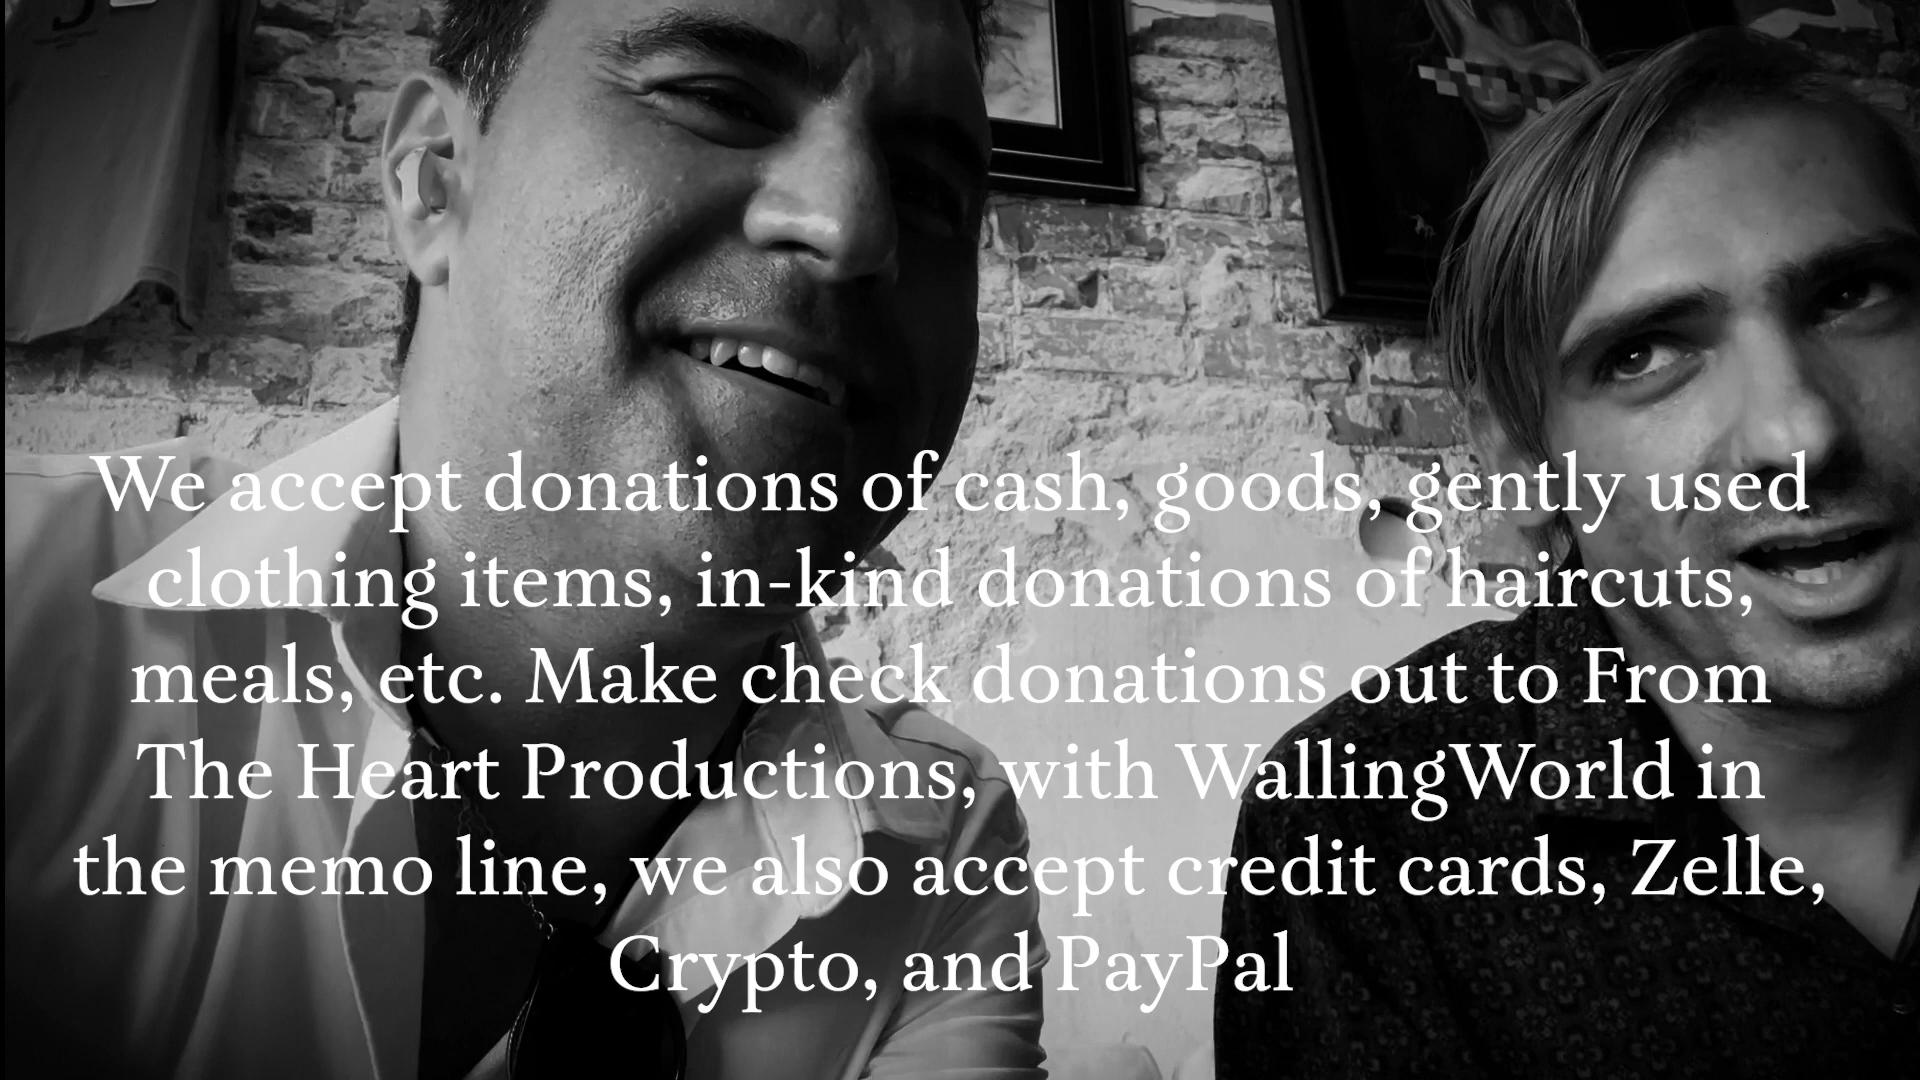 We accept donations of cash, goods, gently used
clothing items, in-kind donations of haircuts,
meals, etc. Make check donations out to From
The Heart Productions, with WallingWorld in
the memo line, we also accept credit cards, Zelle,
Crypto, and PayPal